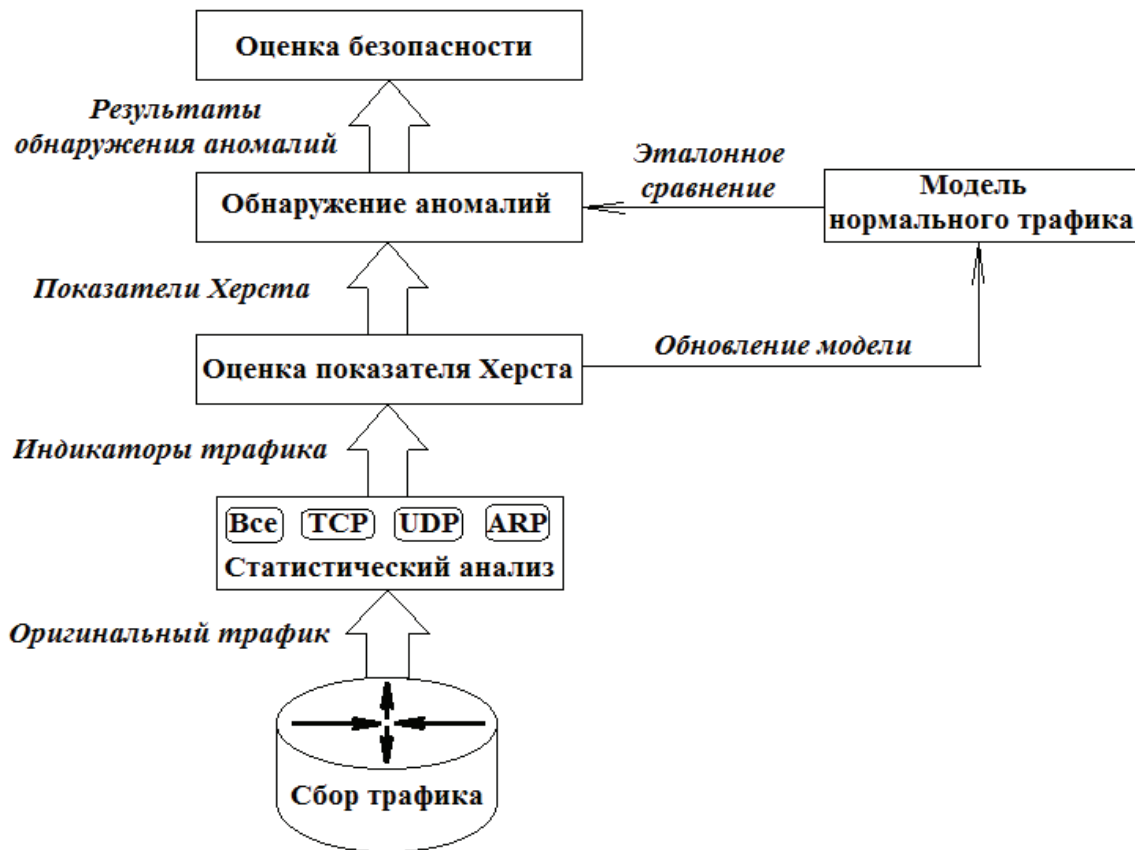 Оценка безопасности
Результаты
обнаружения аномалий
Эталонное
сравнение
Обнаружение аномалий
Модель
нормального трафика
Показатели Херста
Оценка показателя Херста
Обновление модели
Индикаторы трафика
Все TCP UDP ARP
Статистический анализ
Оригинальный трафик
Сбор трафика